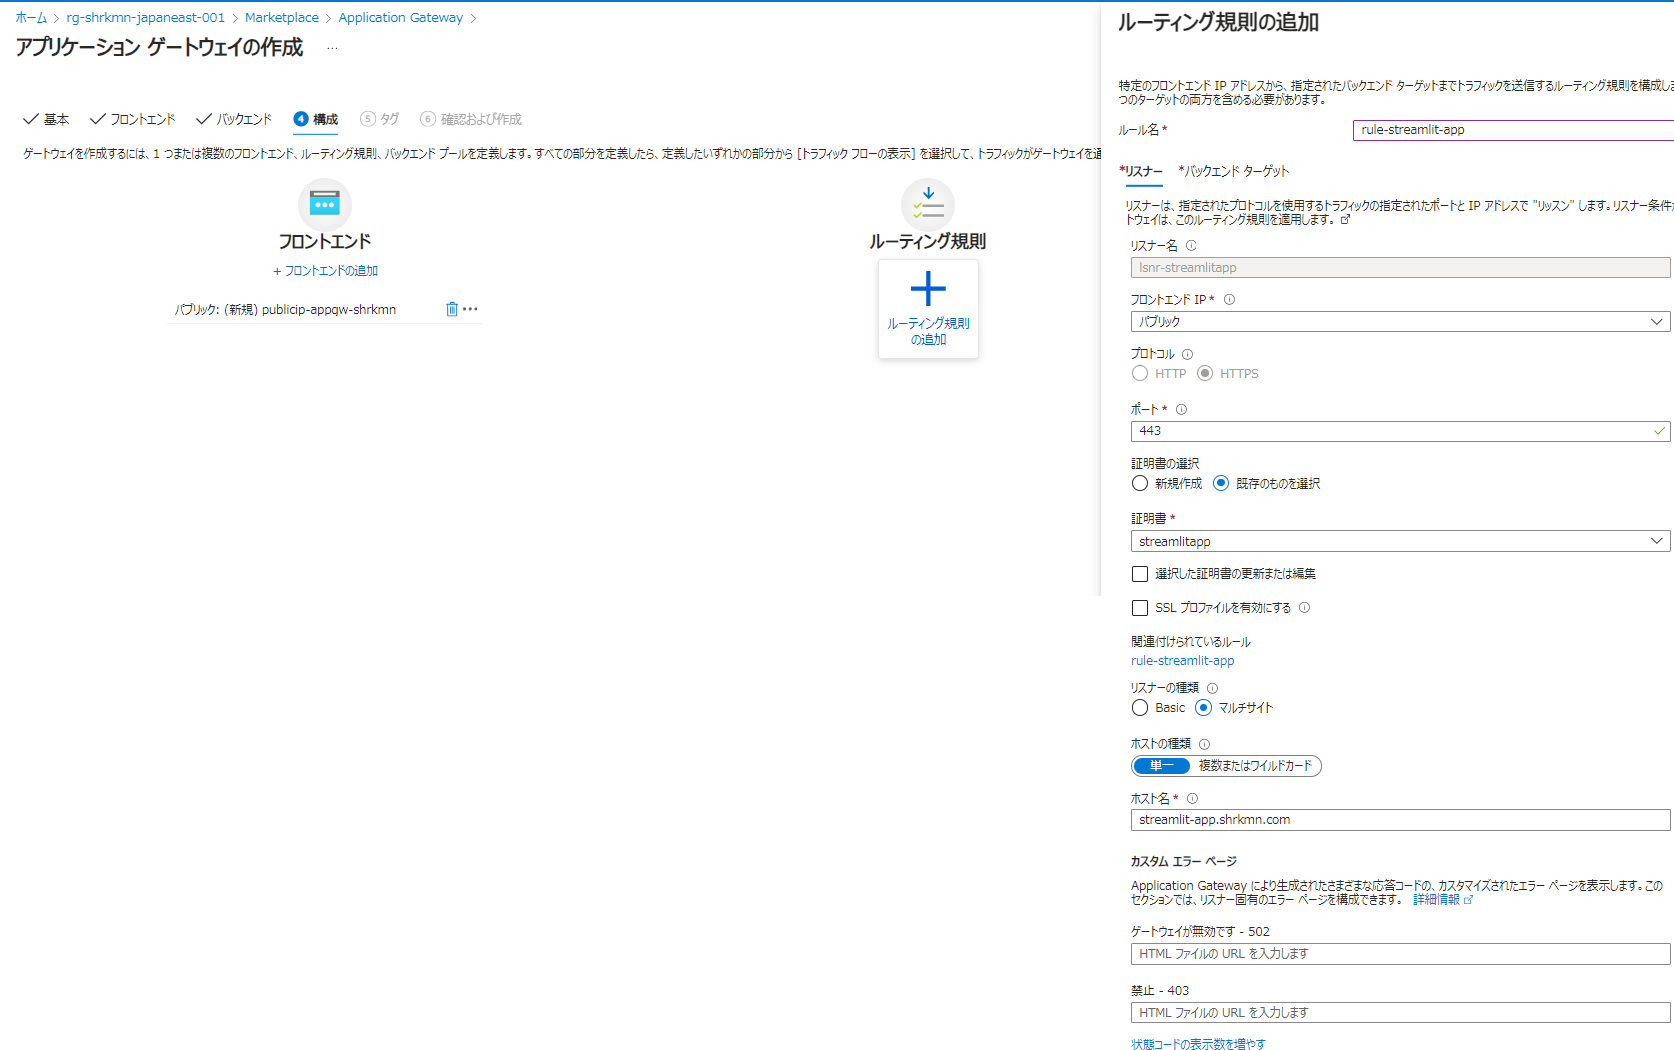 ホーム > rg-shrkmn-japaneast-001 > Marketplace > Application Gateway >
アプリケーション ゲートウェイの作成 …
基本 フロントエンド バックエンド 4 構成 5 タグ 6 確認および作成
ゲートウェイを作成するには、1 つまたは複数のフロントエンド、ルーティング規則、バックエンド プールを定義します。すべての部分を定義したら、定義したいずれかの部分から [トラフィック フローの表示] を選択して、トラフィックがゲートウェイを通
フロントエンド
+ フロントエンドの追加
パブリック: (新規) publicip-appgw-shrkmn
ルーティング規則
ルーティング規則
の追加
ルーティング規則の追加
特定のフロントエンド IP アドレスから、指定されたバックエンド ターゲットまでトラフィックを送信するルーティング規則を構成しま
つのターゲットの両方を含める必要があります。
ルール名 * rule-streamlit-app
*リスナー *バックエンド ターゲット
リスナーは、指定されたプロトコルを使用するトラフィックの指定されたポートと IP アドレスで "リッスン" します。リスナー条件が
トウェイは、このルーティング規則を適用します。
リスナー名
lsnr-streamlitapp
フロントエンド IP *
パブリック
プロトコル
HTTP HTTPS
ポート *
443
証明書の選択
新規作成 既存のものを選択
証明書 *
streamlitapp
選択した証明書の更新または編集
SSL プロファイルを有効にする
関連付けられているルール
rule-streamlit-app
リスナーの種類
Basic マルチサイト
ホストの種類
単一 複数またはワイルドカード
ホスト名 *
streamlit-app.shrkmn.com
カスタム エラー ページ
Application Gateway により生成されたさまざまな応答コードの、カスタマイズされたエラー ページを表示します。この
セクションでは、リスナー固有のエラー ページを構成できます。 詳細情報
ゲートウェイが無効です - 502
HTML ファイルの URL を入力します
禁止 - 403
HTML ファイルの URL を入力します
状態コードの表示数を増やす